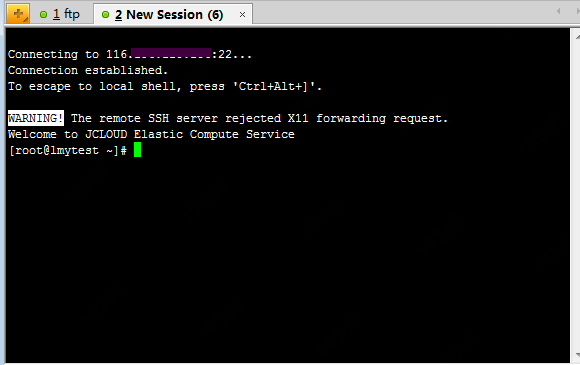 1 ftp
2 New Session (6) ×
Connecting to 116. :22...
Connection established.
To escape to local shell, press 'Ctrl+Alt+]'.
WARNING! The remote SSH server rejected X11 forwarding request.
Welcome to JCLOUD Elastic Compute Service
[root@lmytest ~]#